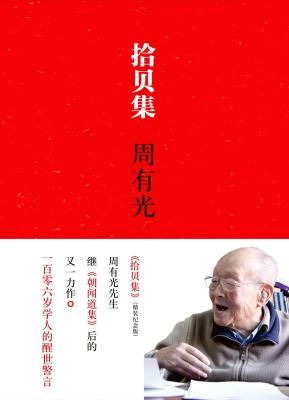 拾贝集
周有光
《拾贝集》（精装纪念版）
周有光先生
继《朝闻道集》后的
又一力作。
一百零六岁学人的醒世警言